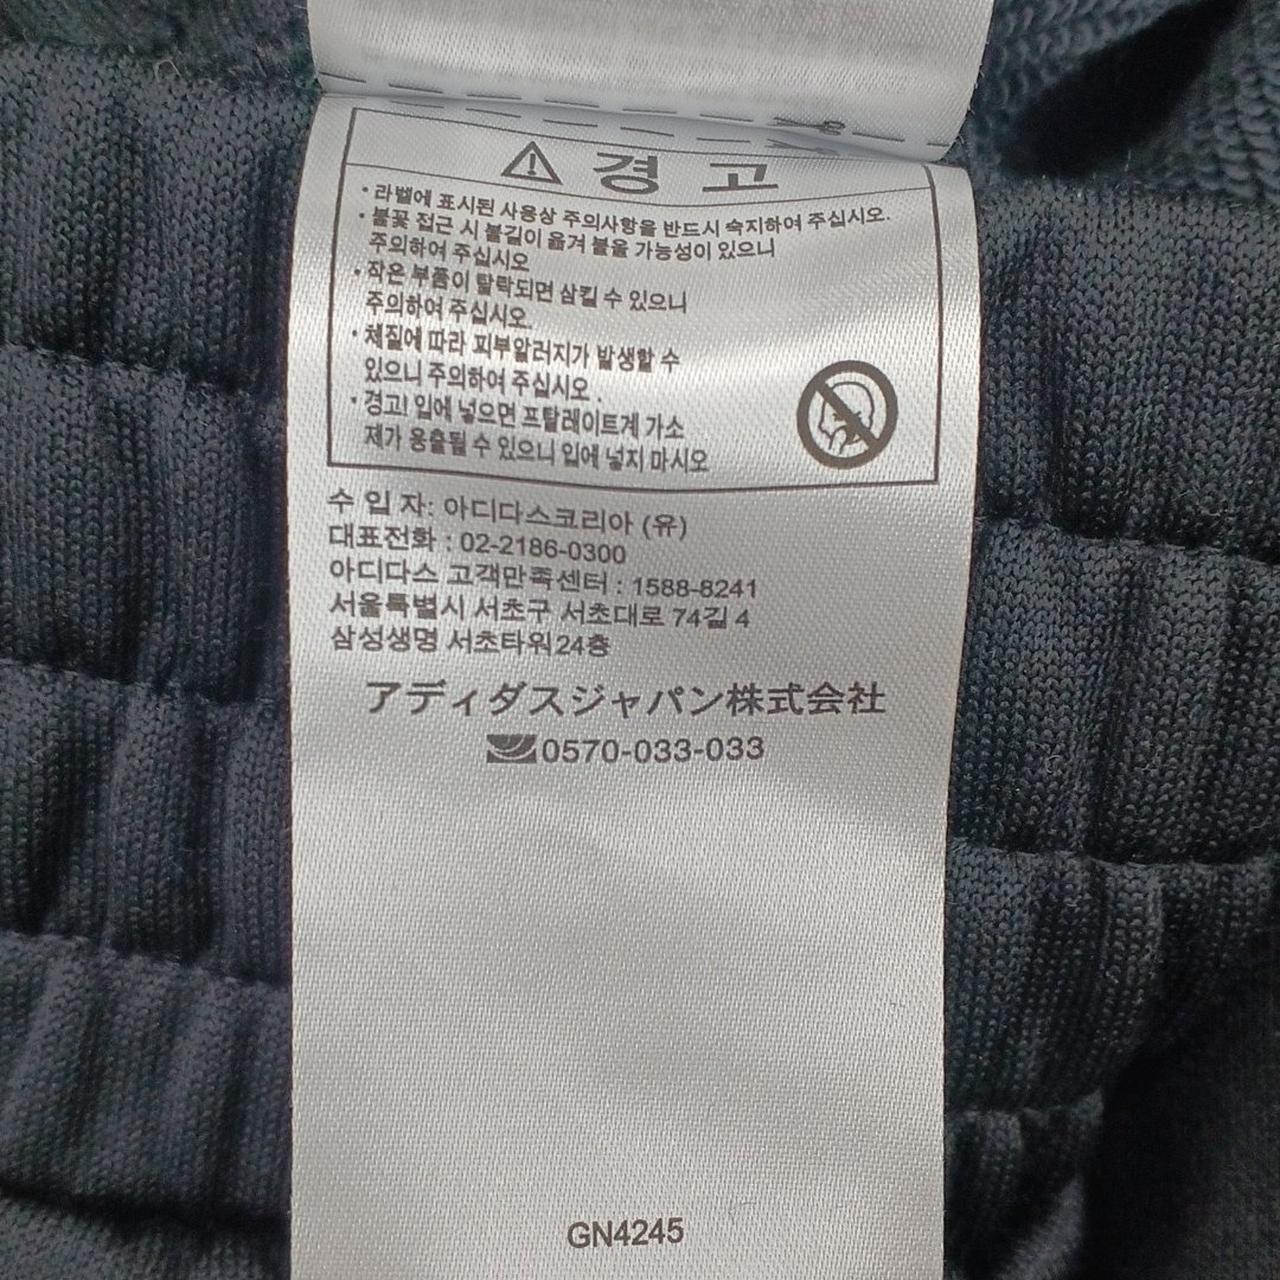 경 고
• 라벨에 표시된 사용상 주의사항을 반드시 숙지하여 주십시오.
• 불꽃 접근 시 불길이 옮겨 붙을 가능성이 있으니
주의하여 주십시오
• 작은 부품이 탈락되면 삼킬 수 있으니
주의하여 주십시오.
• 체질에 따라 피부알러지가 발생할 수
있으니 주의하여 주십시오 .
• 경고! 입에 넣으면 프탈레이트계 가소
제가 용출될 수 있으니 입에 넣지 마시오
수 입 자: 아디다스코리아 (유)
대표전화 : 02-2186-0300
아디다스 고객만족센터 : 1588-8241
서울특별시 서초구 서초대로 74길 4
삼성생명 서초타워24층
アディダスジャパン株式会社
0570-033-033
GN4245